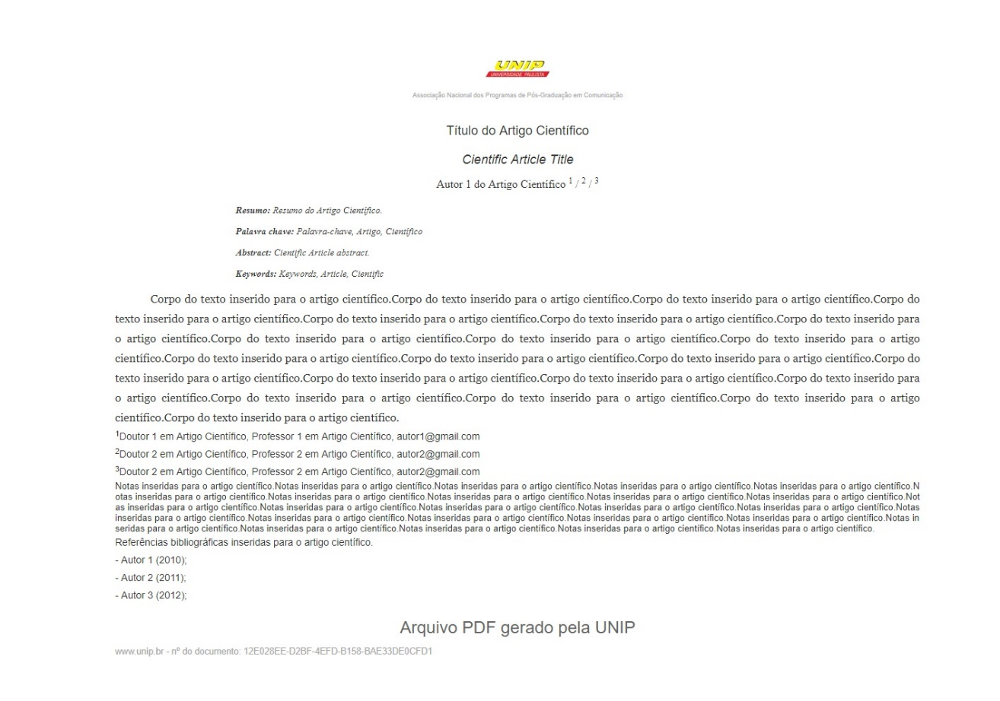 UNIP
UNIVERSIDADE PAULISTA
Associação Nacional dos Programas de Pós-Graduação em Comunicação
Título do Artigo Científico
Cientific Article Title
Autor 1 do Artigo Científico 1 / 2 / 3
Resumo: Resumo do Artigo Científico.
Palavra chave: Palavra-chave, Artigo, Científico
Abstract: Cientific Article abstract.
Keywords: Keywords, Article, Cientific
Corpo do texto inserido para o artigo científico.Corpo do texto inserido para o artigo científico.Corpo do texto inserido para o artigo científico.Corpo do
texto inserido para o artigo científico.Corpo do texto inserido para o artigo científico.Corpo do texto inserido para o artigo científico.Corpo do texto inserido para
o artigo científico.Corpo do texto inserido para o artigo científico.Corpo do texto inserido para o artigo científico.Corpo do texto inserido para o artigo
científico.Corpo do texto inserido para o artigo científico.Corpo do texto inserido para o artigo científico.Corpo do texto inserido para o artigo científico.Corpo do
texto inserido para o artigo científico.Corpo do texto inserido para o artigo científico.Corpo do texto inserido para o artigo científico.Corpo do texto inserido para
o artigo científico.Corpo do texto inserido para o artigo científico.Corpo do texto inserido para o artigo científico.Corpo do texto inserido para o artigo
científico.Corpo do texto inserido para o artigo científico.
1Doutor 1 em Artigo Científico, Professor 1 em Artigo Científico, autor1@gmail.com
2Doutor 2 em Artigo Científico, Professor 2 em Artigo Científico, autor2@gmail.com
3Doutor 2 em Artigo Científico, Professor 2 em Artigo Científico, autor2@gmail.com
Notas inseridas para o artigo científico.Notas inseridas para o artigo científico.Notas inseridas para o artigo científico.Notas inseridas para o artigo científico.Notas inseridas para o artigo científico.N
otas inseridas para o artigo científico.Notas inseridas para o artigo científico.Notas inseridas para o artigo científico.Notas inseridas para o artigo científico.Notas inseridas para o artigo científico.Not
as inseridas para o artigo científico.Notas inseridas para o artigo científico.Notas inseridas para o artigo científico.Notas inseridas para o artigo científico.Notas inseridas para o artigo científico.Notas
inseridas para o artigo científico.Notas inseridas para o artigo científico.Notas inseridas para o artigo científico.Notas inseridas para o artigo científico.Notas inseridas para o artigo científico.Notas in
seridas para o artigo científico.Notas inseridas para o artigo científico.Notas inseridas para o artigo científico.Notas inseridas para o artigo científico.Notas inseridas para o artigo científico.
Referências bibliográficas inseridas para o artigo científico.
- Autor 1 (2010);
- Autor 2 (2011);
- Autor 3 (2012);
Arquivo PDF gerado pela UNIP
www.unip.br - nº do documento: 12E028EE-D2BF-4EFD-B158-BAE33DE0CFD1